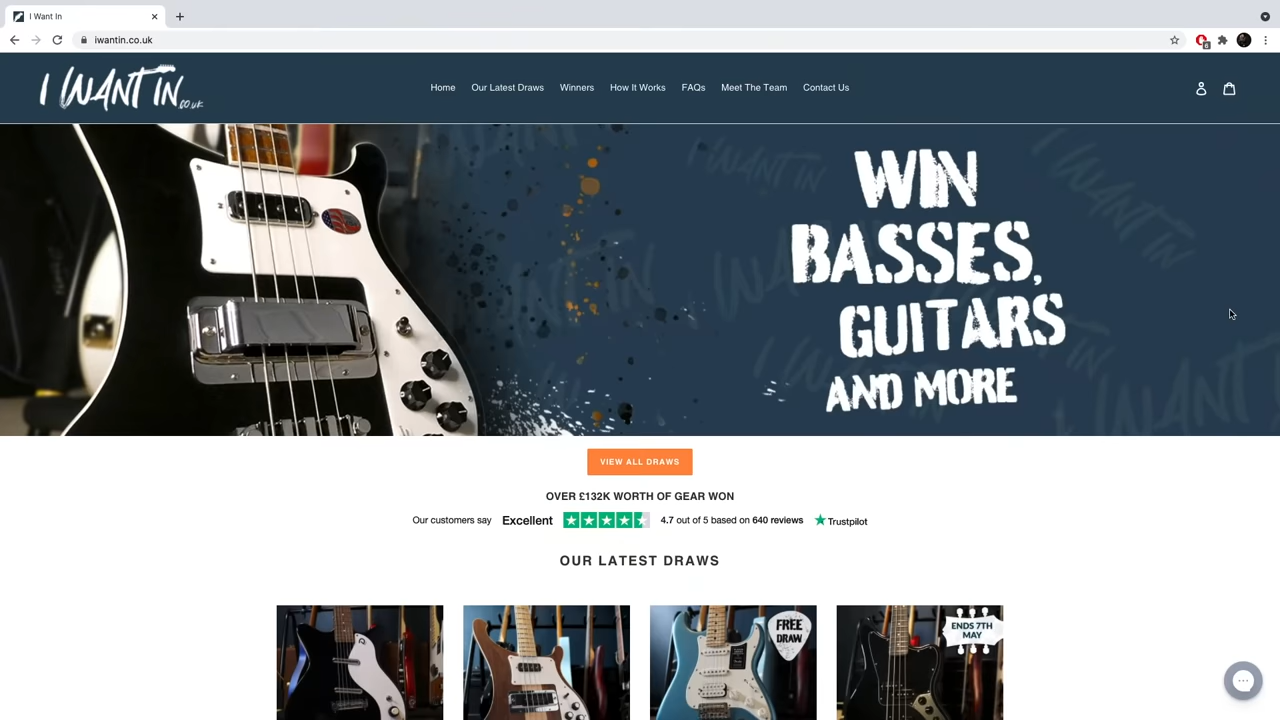 I Want In
iwantin.co.uk
6
I WANT IN.CO.UK
Home
Our Latest Draws
Winners
How It Works
FAQs
Meet The Team
Contact Us
WIN
BASSES,
GUITARS
AND MORE
VIEW ALL DRAWS
OVER £132K WORTH OF GEAR WON
Our customers say Excellent 4.7 out of 5 based on 640 reviews Trustpilot
OUR LATEST DRAWS
FREE
DRAW
ENDS 7TH
MAY